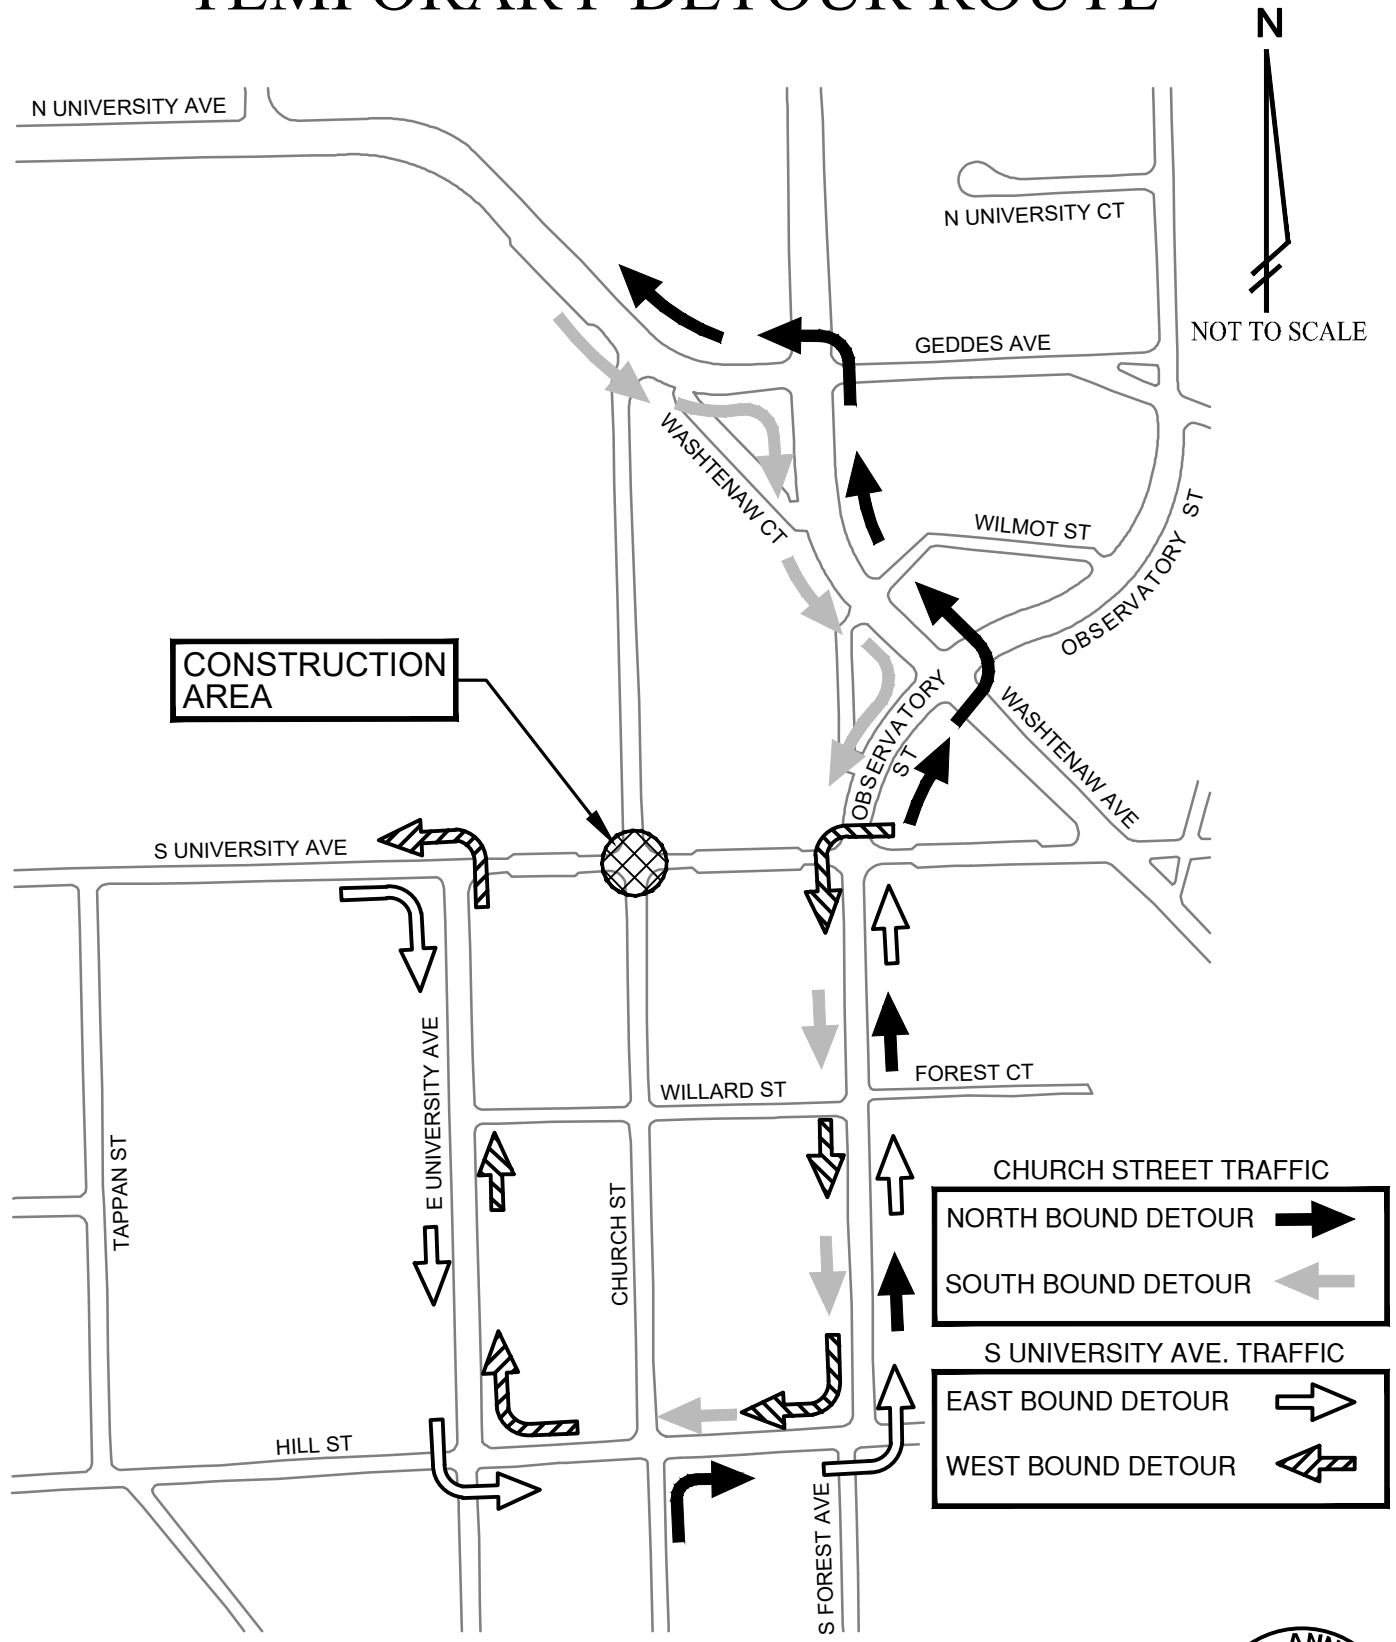 TEMPORARY DETOUR ROUTE
N
N UNIVERSITY AVE
N UNIVERSITY CT
NOT TO SCALE
GEDDES AVE
WASHTENAW CT
WILMOT ST
OBSERVATORY ST
CONSTRUCTION
AREA
OBSERVATORY
ST
WASHTENAW AVE
S UNIVERSITY AVE
E UNIVERSITY AVE
FOREST CT
WILLARD ST
TAPPAN ST
CHURCH ST
CHURCH STREET TRAFFIC
NORTH BOUND DETOUR
SOUTH BOUND DETOUR
S UNIVERSITY AVE. TRAFFIC
EAST BOUND DETOUR
WEST BOUND DETOUR
HILL ST
S FOREST AVE